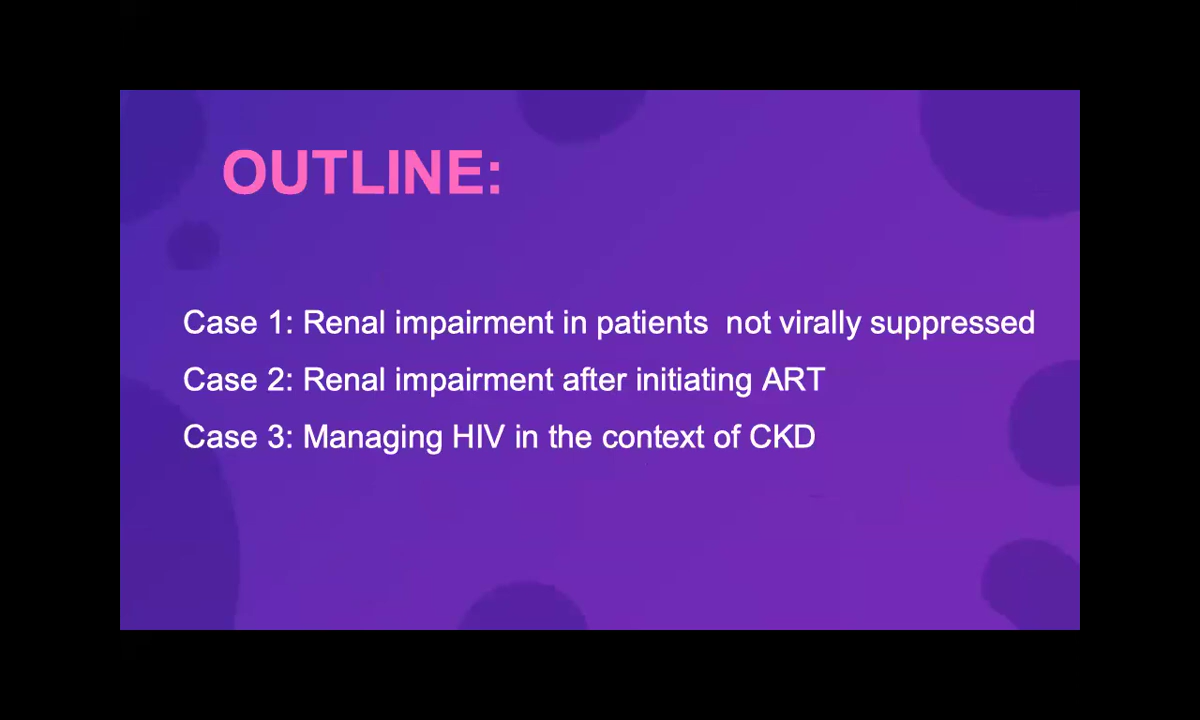 OUTLINE:
Case 1: Renal impairment in patients  not virally suppressed
Case 2: Renal impairment after initiating ART
Case 3: Managing HIV in the context of CKD